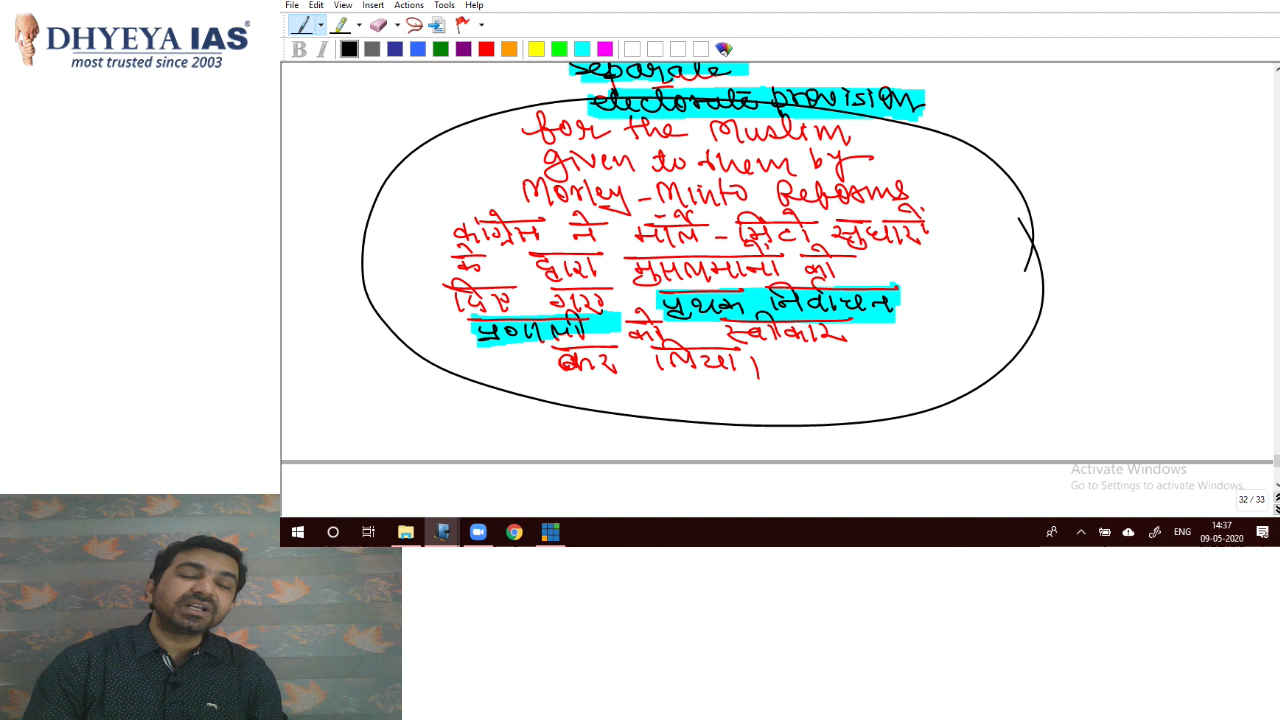 File Edit View Insert Actions Tools Help
DHYEYA IAS®
most trusted since 2003
B I
separate
electorate provision
for the Muslim
given to them by
Morley-Minto Reforms
कांग्रेस ने मार्ले-मिंटो सुधारों
के द्वारा मुसलमानों को
दिए गए पृथक निर्वाचन
प्रणाली को स्वीकार
कर लिया।
Activate Windows
Go to Settings to activate Windows.
32 / 33
ENG
14:37
09-05-2020